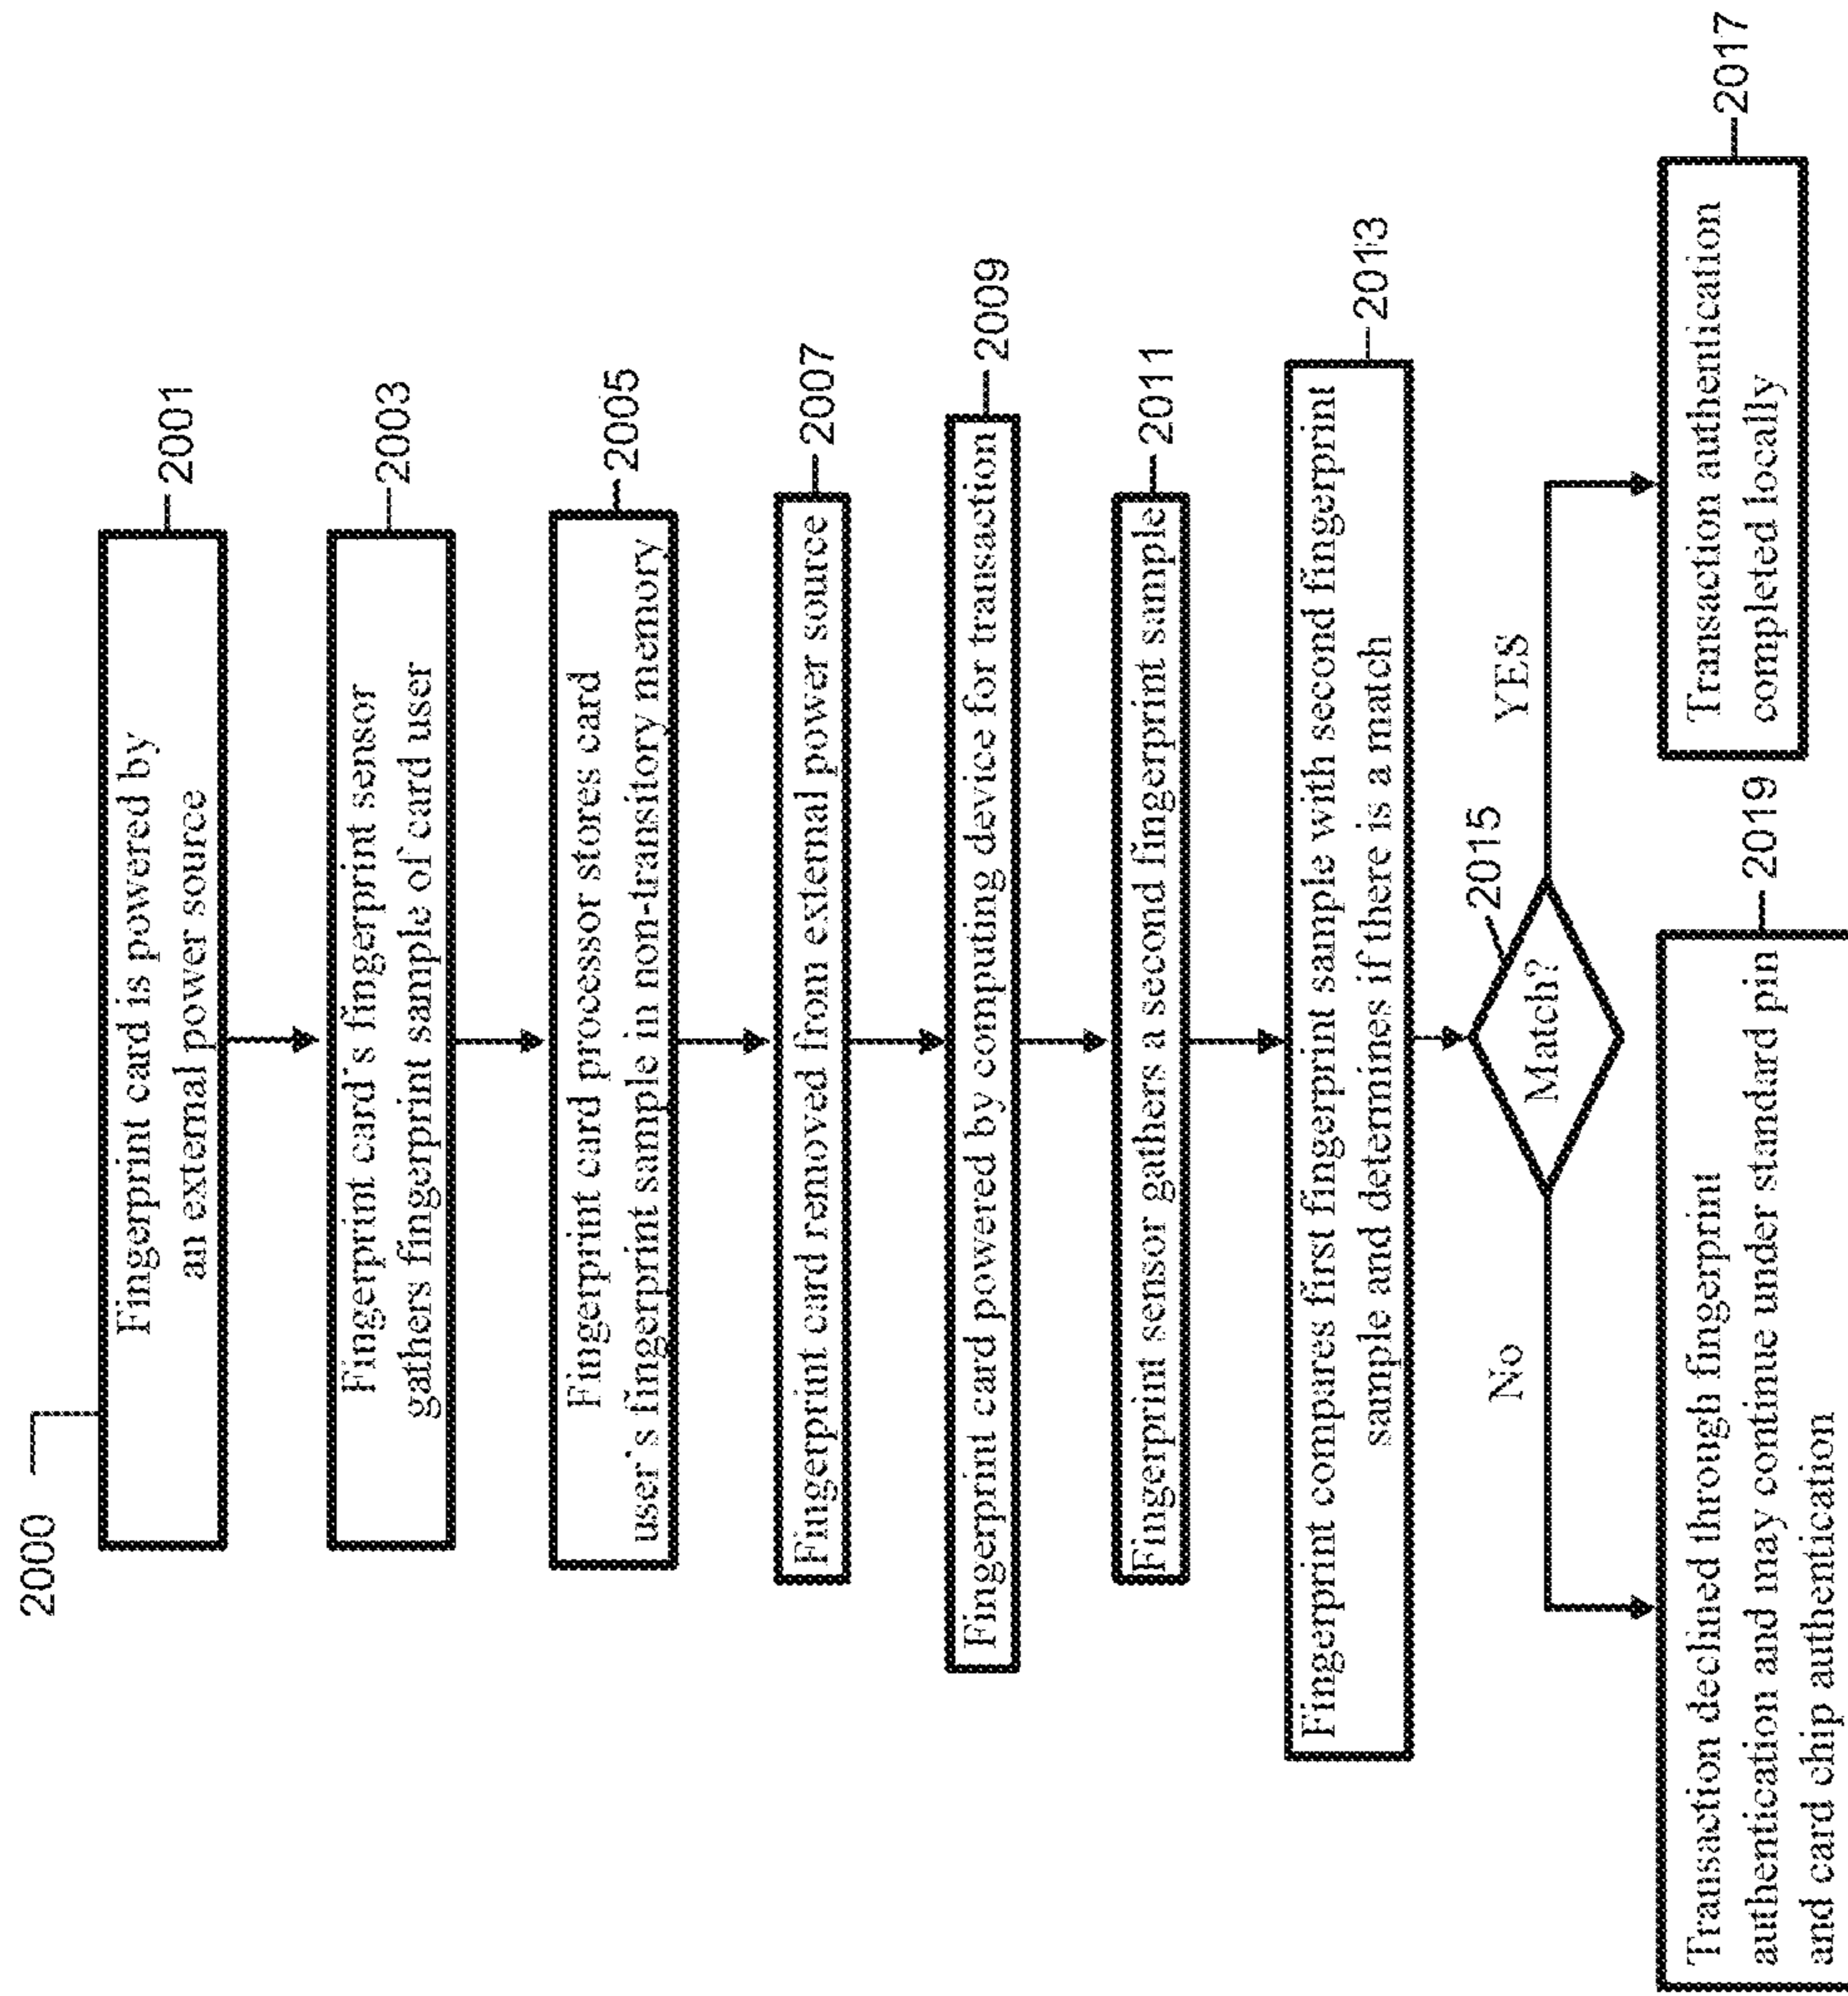 2000
Fingerprint card is powered by
an external power source
2001
Fingerprint card's fingerprint sensor
gathers fingerprint sample of card user
2003
Fingerprint card processor stores card
user's fingerprint sample in non-transitory memory
2005
Fingerprint card removed from external power source
2007
Fingerprint card powered by computing device for transaction
2009
Fingerprint sensor gathers a second fingerprint sample
2011
Fingerprint compares first fingerprint sample with second fingerprint
sample and determines if there is a match
2013
Match?
2015
No
YES
Transaction declined through fingerprint
authentication and may continue under standard pin
and card chip authentication
2019
Transaction authentication
completed locally
2017